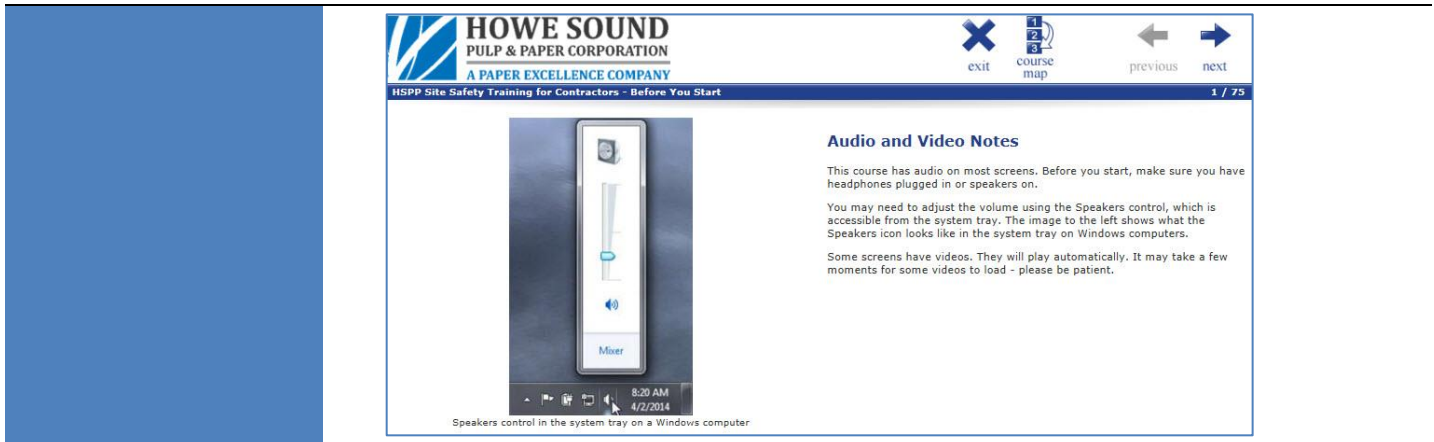 HOWE SOUND
PULP & PAPER CORPORATION
A PAPER EXCELLENCE COMPANY
exit
1
2
3
course
map
previous
next
HSPP Site Safety Training for Contractors - Before You Start
1 / 75
Mixer
8:20 AM
4/2/2014
Speakers control in the system tray on a Windows computer
Audio and Video Notes
This course has audio on most screens. Before you start, make sure you have
headphones plugged in or speakers on.
You may need to adjust the volume using the Speakers control, which is
accessible from the system tray. The image to the left shows what the
Speakers icon looks like in the system tray on Windows computers.
Some screens have videos. They will play automatically. It may take a few
moments for some videos to load - please be patient.